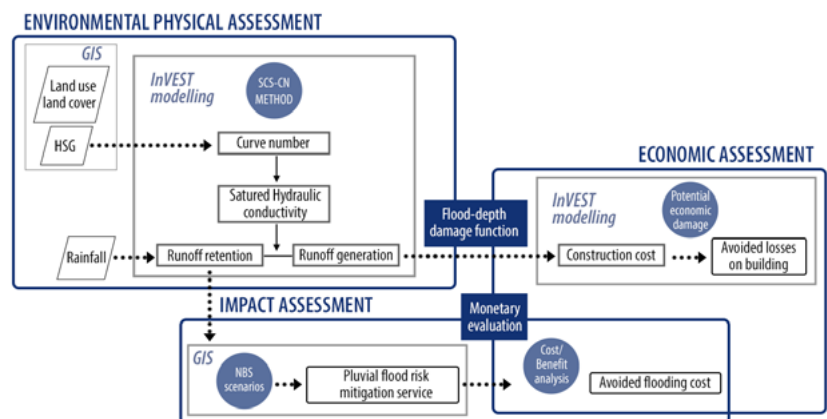 ENVIRONMENTAL PHYSICAL ASSESSMENT
GIS
Land use
land cover
HSG
Rainfall
InVEST
modelling
SCS-CN
METHOD
Curve number
Satured Hydraulic
conductivity
Runoff retention
Runoff generation
Flood-depth
damage function
ECONOMIC ASSESSMENT
InVEST
modelling
Potential
economic
damage
Construction cost
Avoided losses
on building
IMPACT ASSESSMENT
Monetary
evaluation
GIS
NBS
scenarios
Pluvial flood risk
mitigation service
Cost/
Benefit
analysis
Avoided flooding cost